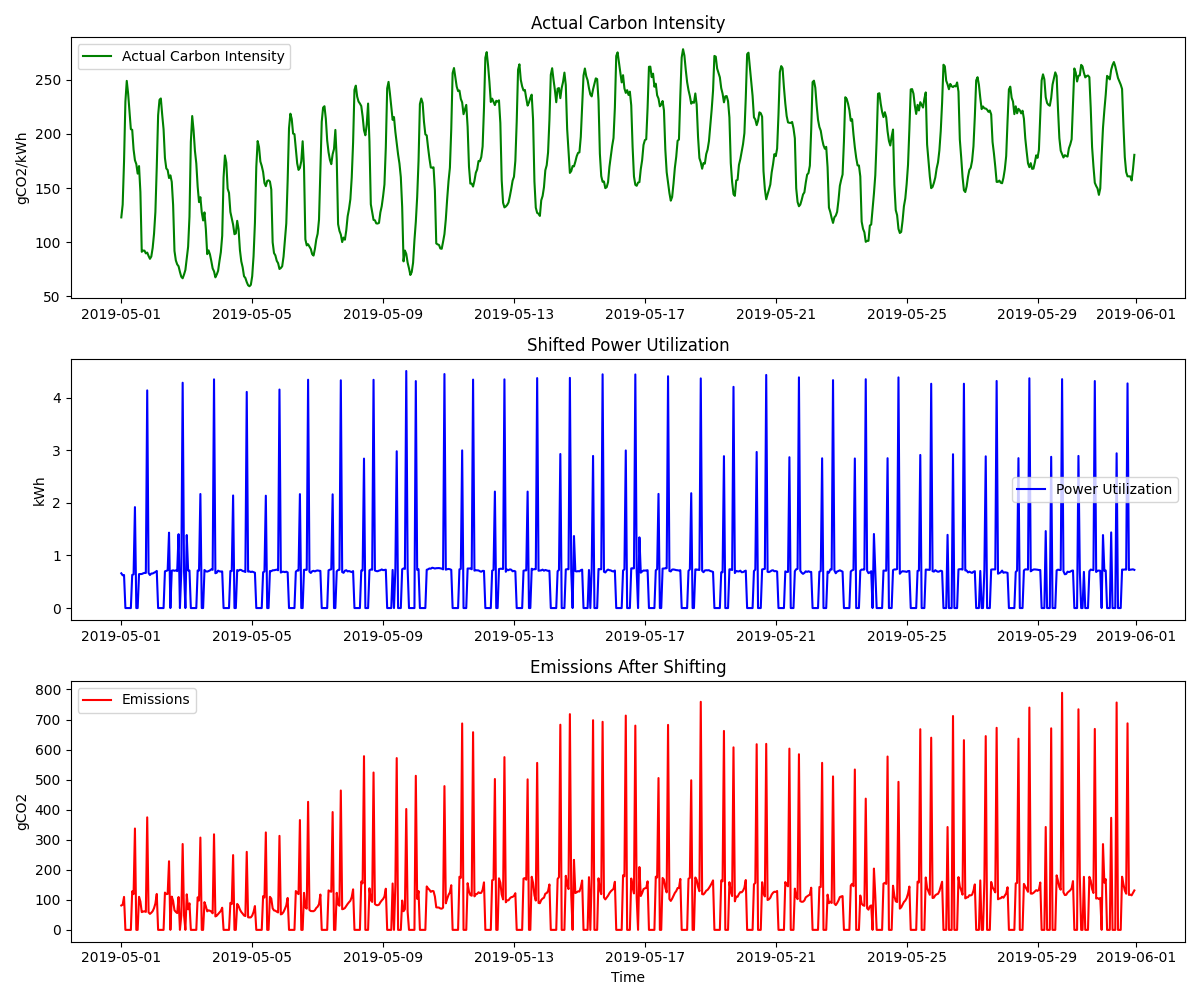 Actual Carbon Intensity
Actual Carbon Intensity
gCO2/kWh
250
200
150
100
50
2019-05-01 2019-05-05 2019-05-09 2019-05-13 2019-05-17 2019-05-21 2019-05-25 2019-05-29 2019-06-01
Shifted Power Utilization
Power Utilization
kWh
4
3
2
1
0
2019-05-01 2019-05-05 2019-05-09 2019-05-13 2019-05-17 2019-05-21 2019-05-25 2019-05-29 2019-06-01
Emissions After Shifting
Emissions
gCO2
800
700
600
500
400
300
200
100
0
2019-05-01 2019-05-05 2019-05-09 2019-05-13 2019-05-17 2019-05-21 2019-05-25 2019-05-29 2019-06-01
Time